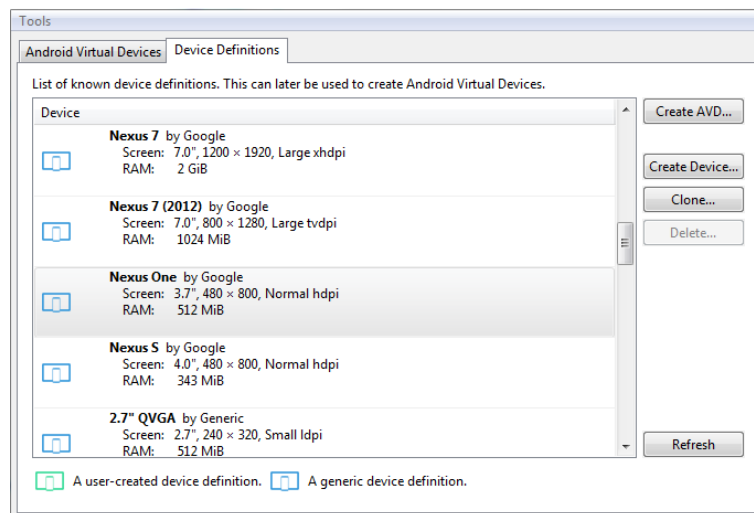 Tools
Android Virtual Devices Device Definitions
List of known device definitions. This can later be used to create Android Virtual Devices.
Device
Create AVD...
Nexus 7 by Google
Screen: 7.0", 1200 × 1920, Large xhdpi
RAM: 2 GiB
Create Device...
Clone...
Nexus 7 (2012) by Google
Screen: 7.0", 800 × 1280, Large tvdpi
RAM: 1024 MiB
Delete...
Nexus One by Google
Screen: 3.7", 480 × 800, Normal hdpi
RAM: 512 MiB
Nexus S by Google
Screen: 4.0", 480 × 800, Normal hdpi
RAM: 343 MiB
2.7" QVGA by Generic
Screen: 2.7", 240 × 320, Small ldpi
RAM: 512 MiB
Refresh
A user-created device definition. A generic device definition.